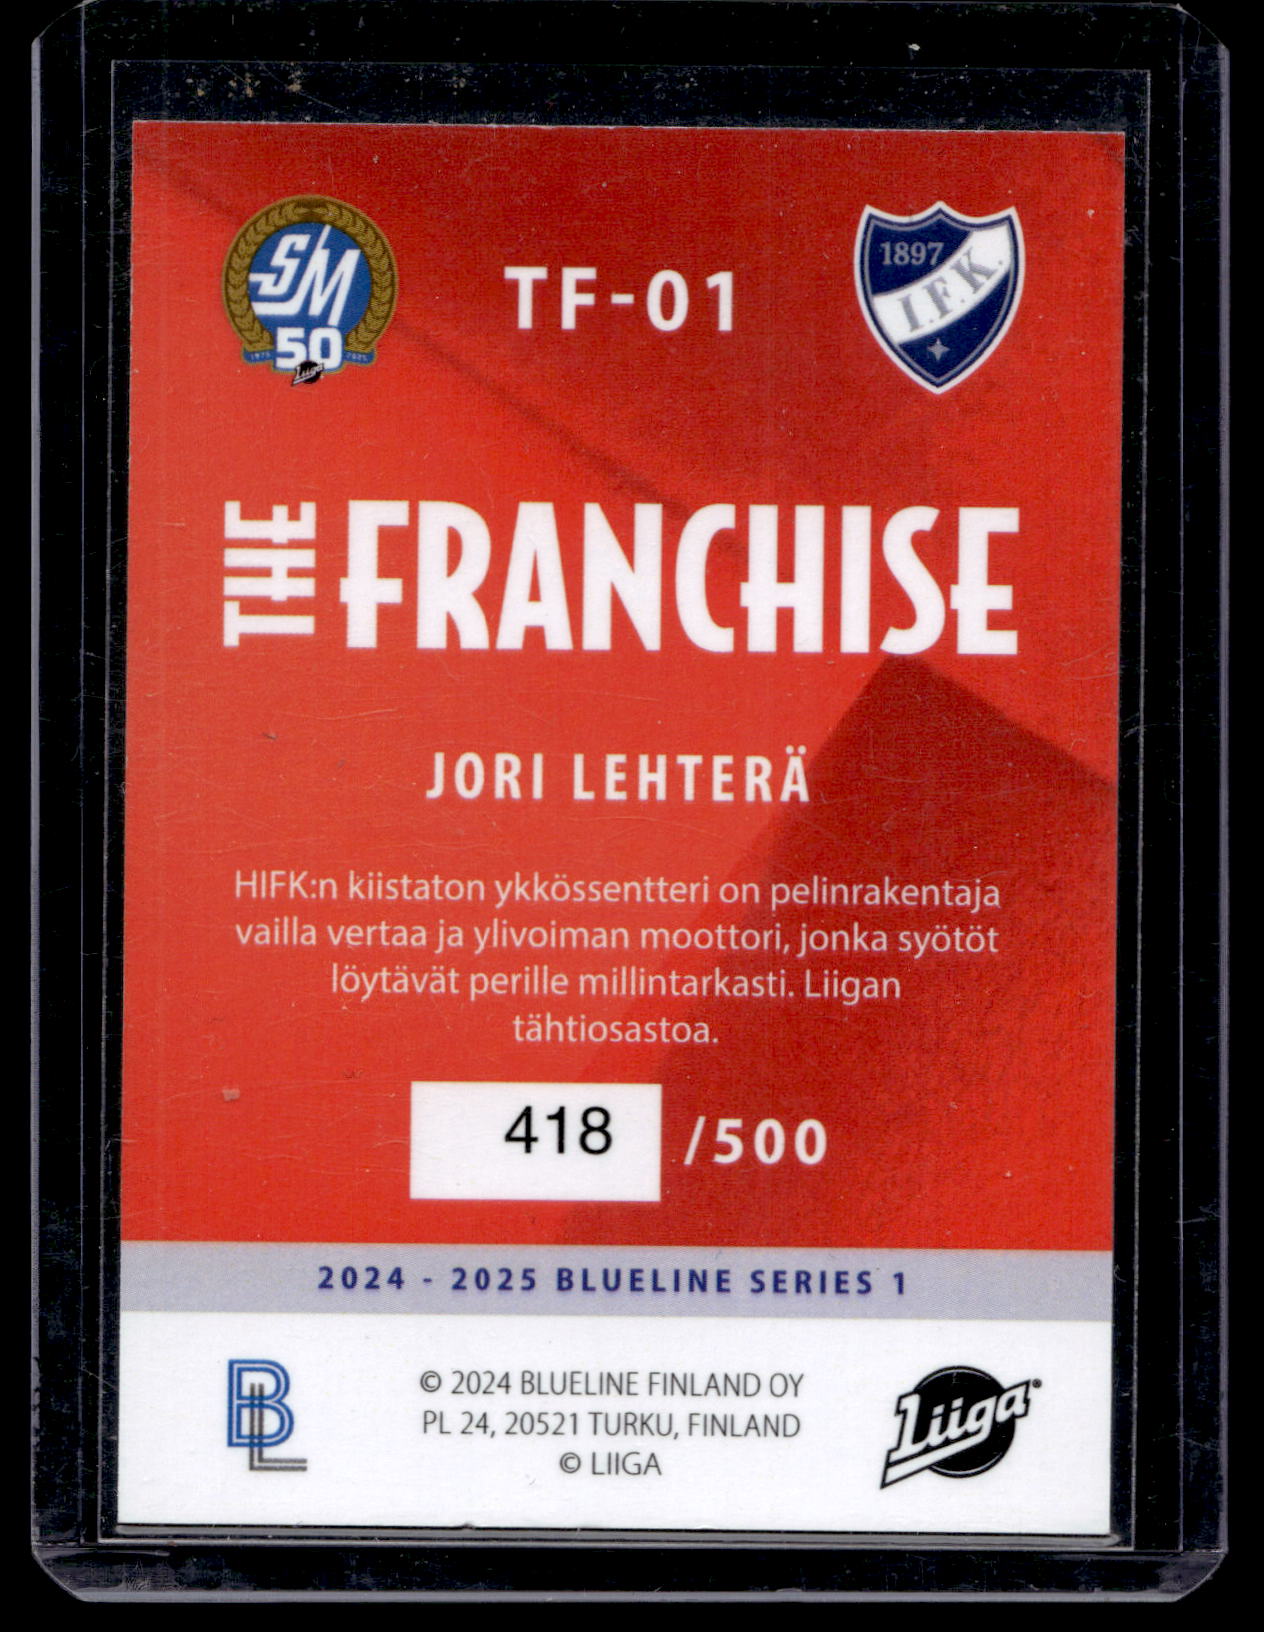 SM
50
1975 2025
Liiga
TF-01
1897
I.F.K.
THE FRANCHISE
JORI LEHTERÄ
HIFK:n kiistaton ykkössentteri on pelinrakentaja
vailla vertaa ja ylivoiman moottori, jonka syötöt
löytävät perille millintarkasti. Liigan
tähtiosastoa.
418 /500
2024 - 2025 BLUELINE SERIES 1
BL
© 2024 BLUELINE FINLAND OY
PL 24, 20521 TURKU, FINLAND
© LIIGA
Liiga®